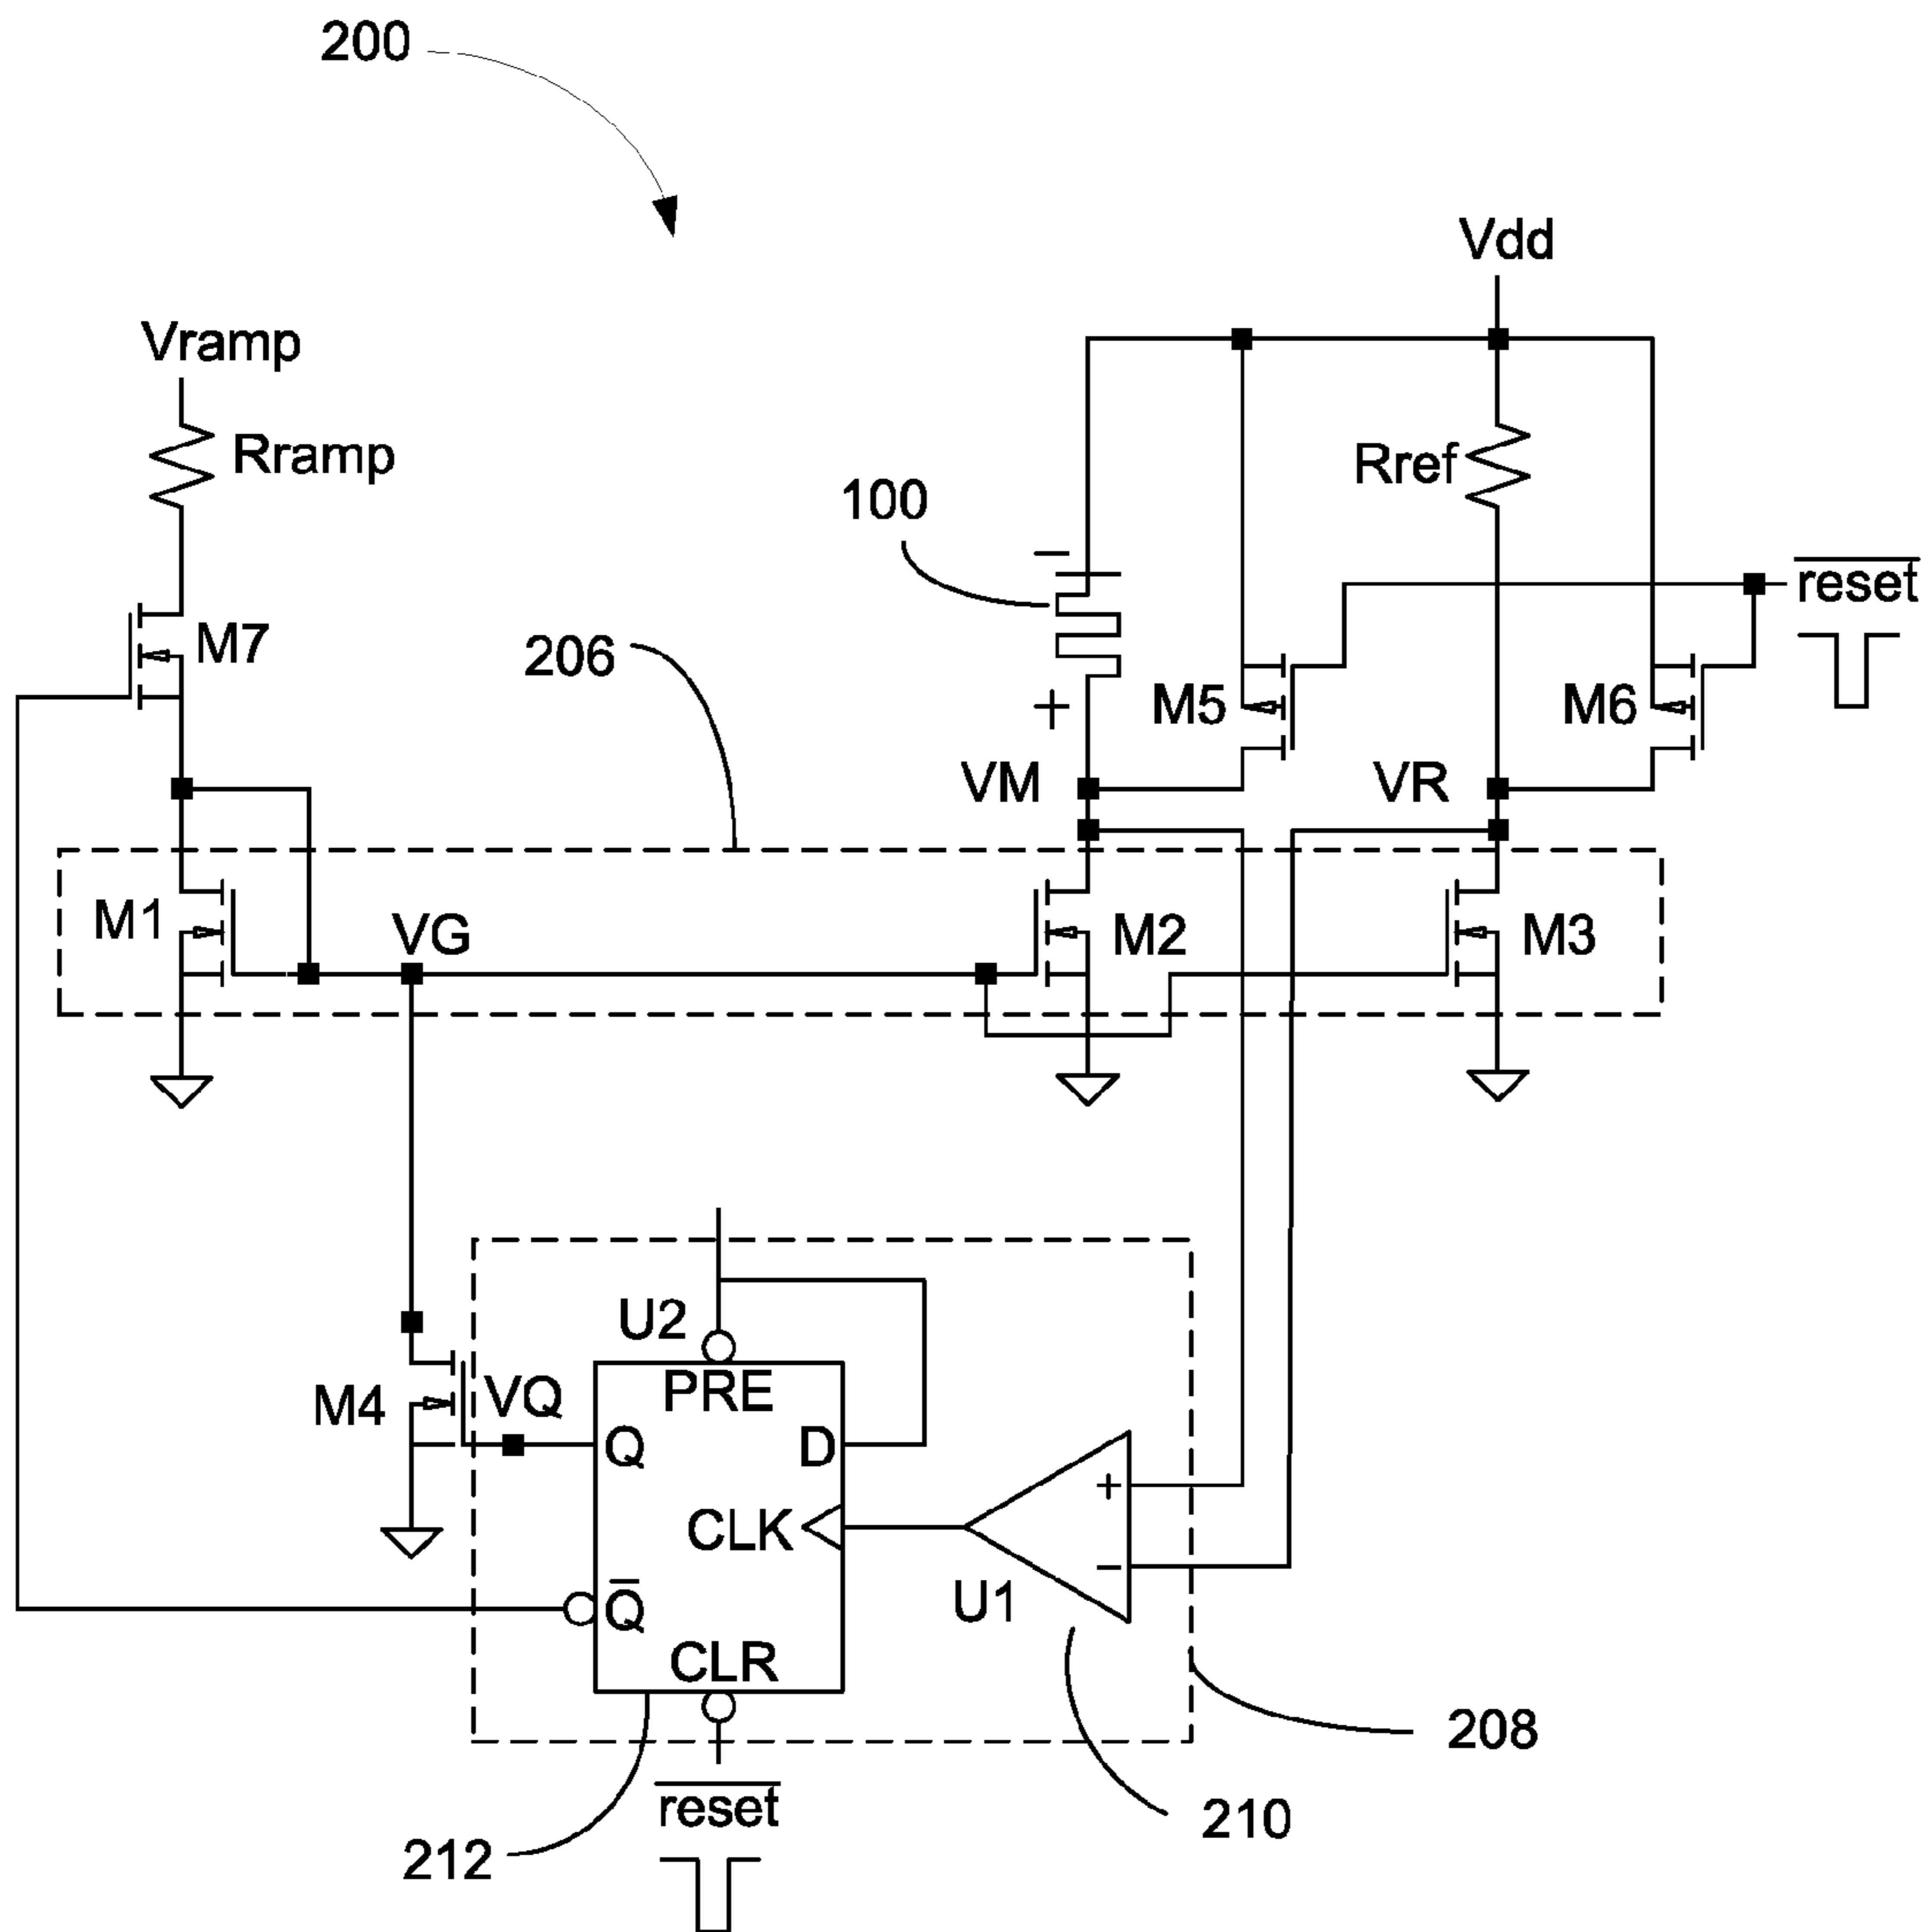 200
Vdd
Vramp
Rramp
Rref
100
−
reset
M7
206
+
M5
M6
VM
VR
M1
VG
M2
M3
U2
PRE
M4
VQ
Q
D
+
CLK
−
Q
U1
CLR
208
reset
210
212